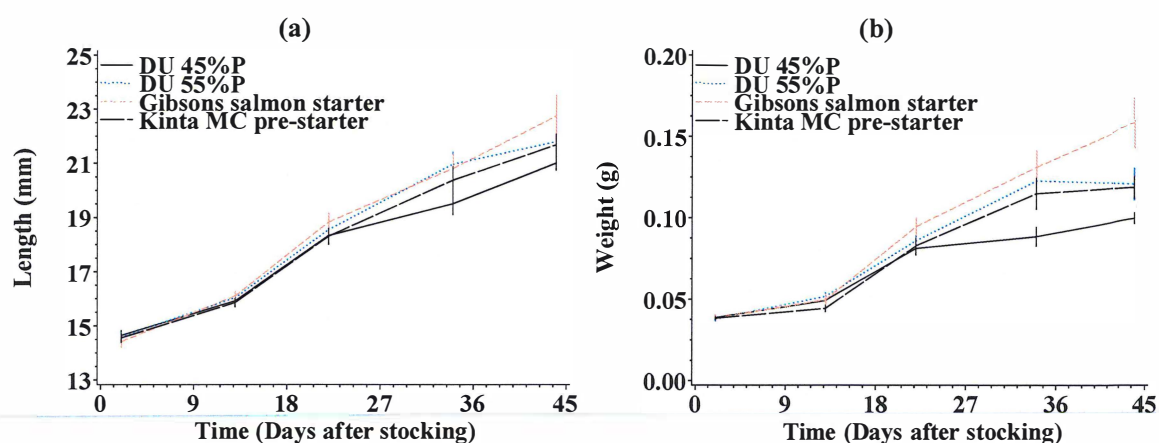 (a)
25
23
21
19
17
15
13
DU 45%P
DU 55%P
Gibsons salmon starter
Kinta MC pre-starter
Length (mm)
0 9 18 27 36 45
Time (Days after stocking)
(b)
0.20
0.15
0.10
0.05
0.00
DU 45%P
DU 55%P
Gibsons salmon starter
Kinta MC pre-starter
Weight (g)
0 9 18 27 36 45
Time (Days after stocking)